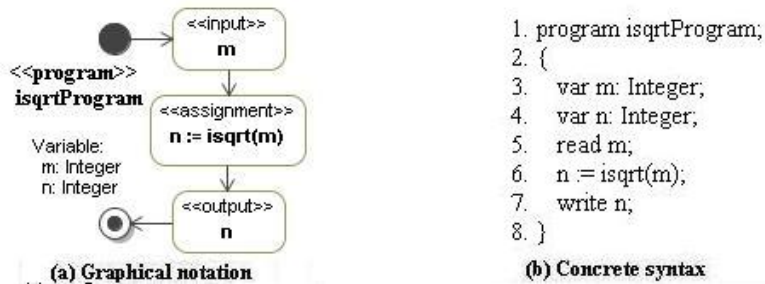 <<input>>
m
<<program>>
isqrtProgram
<<assignment>>
n := isqrt(m)
Variable:
m: Integer
n: Integer
<<output>>
n
(a) Graphical notation
1. program isqrtProgram;
2. {
3. var m: Integer;
4. var n: Integer;
5. read m;
6. n := isqrt(m);
7. write n;
8. }
(b) Concrete syntax